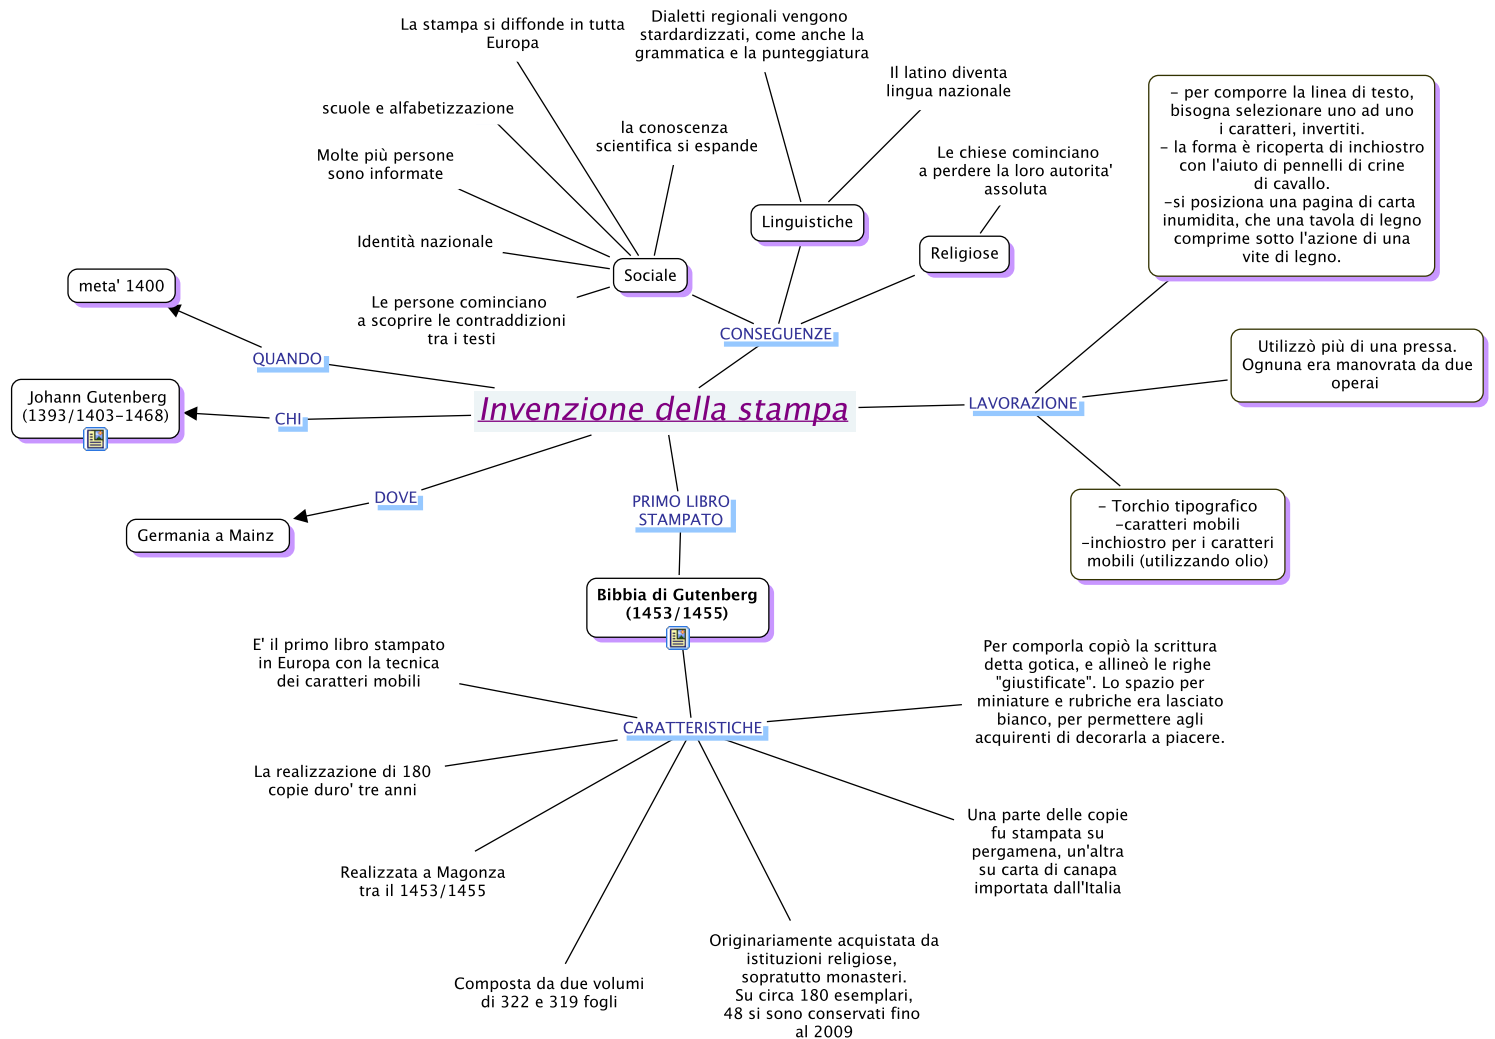 La stampa si diffonde in tutta
Europa
Dialetti regionali vengono
stardardizzati, come anche la
grammatica e la punteggiatura
Il latino diventa
lingua nazionale
scuole e alfabetizzazione
la conoscenza
scientifica si espande
Molte più persone
sono informate
Le chiese cominciano
a perdere la loro autorita'
assoluta
Linguistiche
Identità nazionale
Religiose
Sociale
Le persone cominciano
a scoprire le contraddizioni
tra i testi
CONSEGUENZE
- per comporre la linea di testo,
bisogna selezionare uno ad uno
i caratteri, invertiti.
- la forma è ricoperta di inchiostro
con l'aiuto di pennelli di crine
di cavallo.
-si posiziona una pagina di carta
inumidita, che una tavola di legno
comprime sotto l'azione di una
vite di legno.
meta' 1400
QUANDO
Utilizzò più di una pressa.
Ognuna era manovrata da due
operai
Johann Gutenberg
(1393/1403-1468)
CHI
Invenzione della stampa
LAVORAZIONE
DOVE
Germania a Mainz
PRIMO LIBRO
STAMPATO
- Torchio tipografico
-caratteri mobili
-inchiostro per i caratteri
mobili (utilizzando olio)
Bibbia di Gutenberg
(1453/1455)
E' il primo libro stampato
in Europa con la tecnica
dei caratteri mobili
Per comporla copiò la scrittura
detta gotica, e allineò le righe
"giustificate". Lo spazio per
miniature e rubriche era lasciato
bianco, per permettere agli
acquirenti di decorarla a piacere.
CARATTERISTICHE
La realizzazione di 180
copie duro' tre anni
Una parte delle copie
fu stampata su
pergamena, un'altra
su carta di canapa
importata dall'Italia
Realizzata a Magonza
tra il 1453/1455
Originariamente acquistata da
istituzioni religiose,
sopratutto monasteri.
Su circa 180 esemplari,
48 si sono conservati fino
al 2009
Composta da due volumi
di 322 e 319 fogli